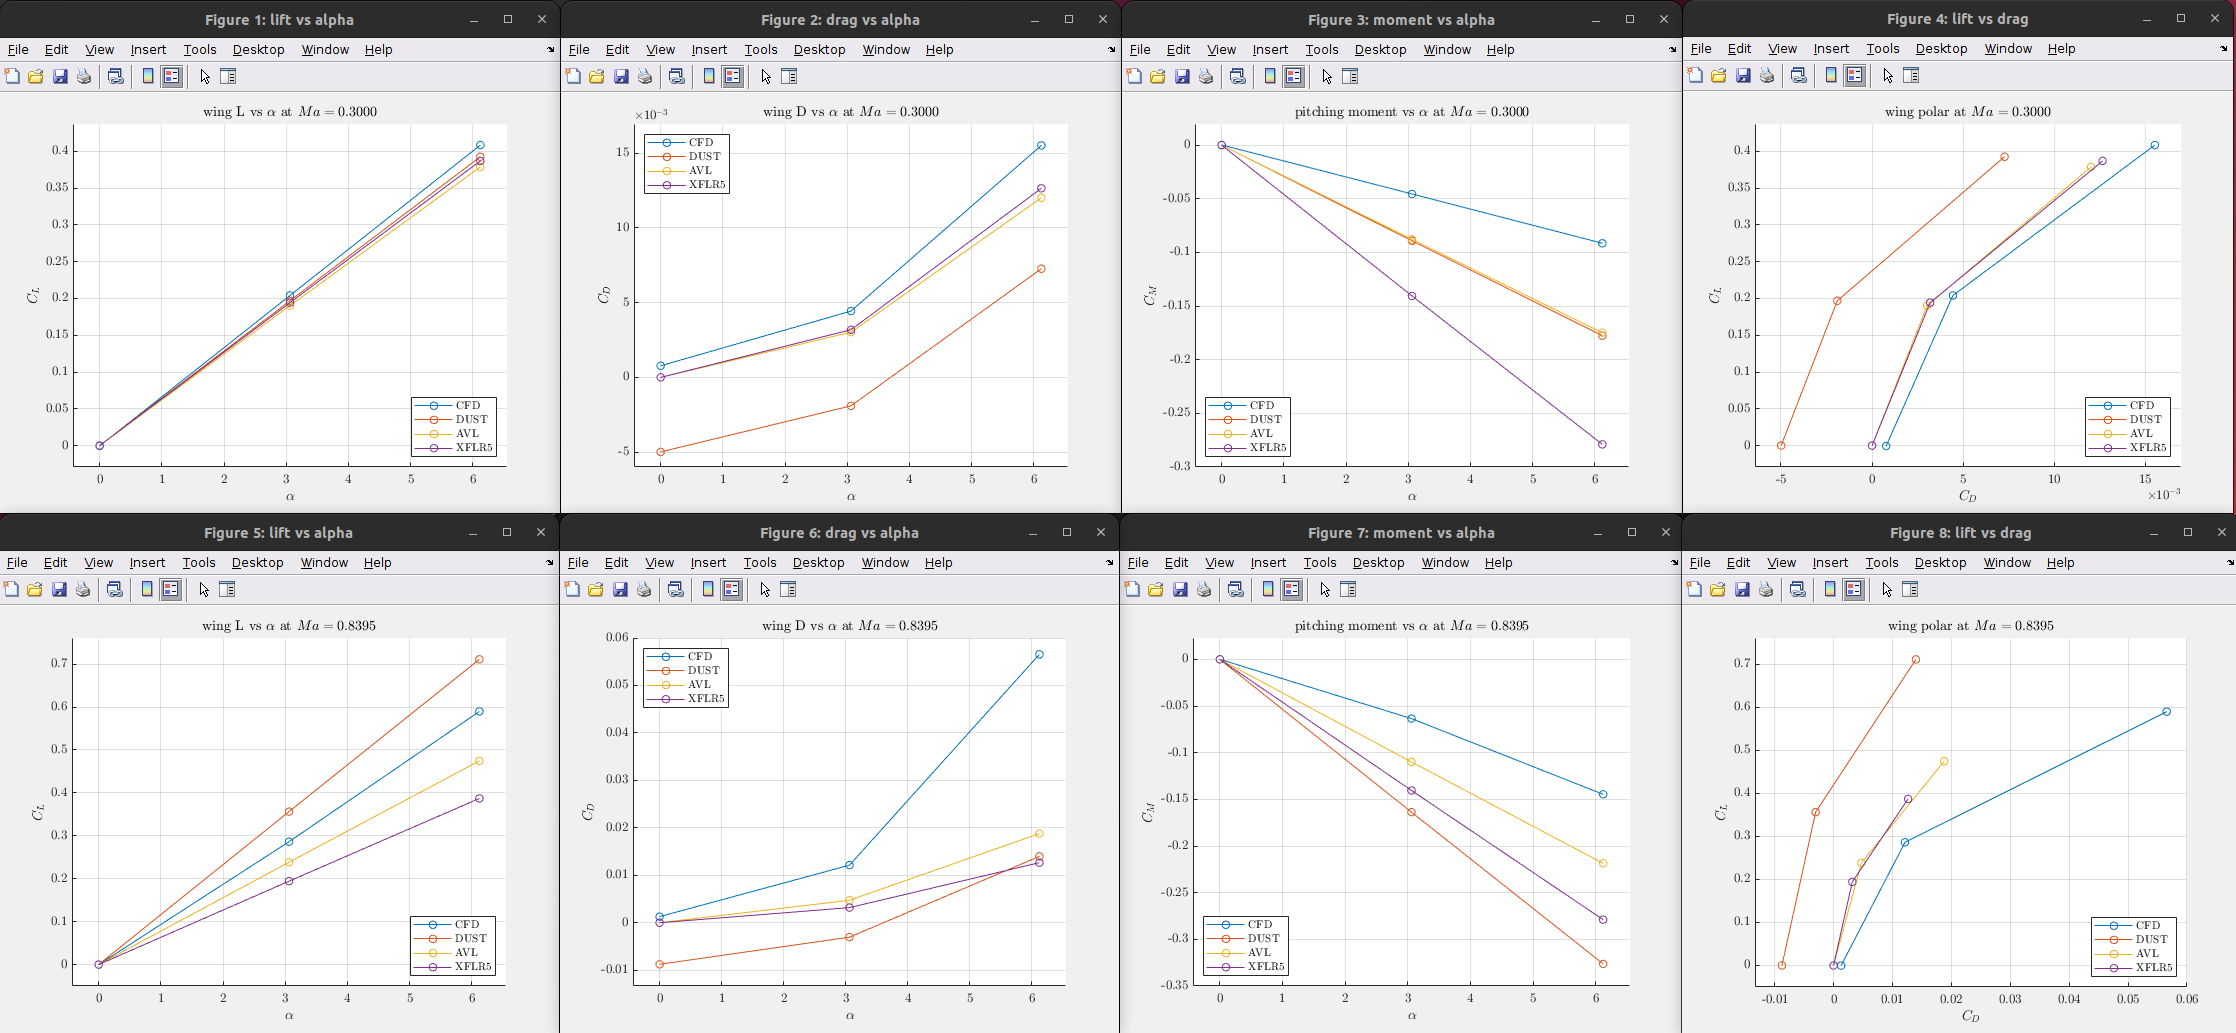 Figure 1: lift vs alpha
File Edit View Insert Tools Desktop Window Help
wing L vs α at Ma = 0.3000
0.4
0.35
0.3
0.25
0.2
0.15
0.1
0.05
0
C_L
0 1 2 3 4 5 6
α
CFD
DUST
AVL
XFLR5
Figure 2: drag vs alpha
File Edit View Insert Tools Desktop Window Help
×10⁻³
wing D vs α at Ma = 0.3000
15
10
5
0
-5
C_D
0 1 2 3 4 5 6
α
CFD
DUST
AVL
XFLR5
Figure 3: moment vs alpha
File Edit View Insert Tools Desktop Window Help
pitching moment vs α at Ma = 0.3000
0
-0.05
-0.1
-0.15
-0.2
-0.25
-0.3
C_M
0 1 2 3 4 5 6
α
CFD
DUST
AVL
XFLR5
Figure 4: lift vs drag
File Edit View Insert Tools Desktop Window Help
wing polar at Ma = 0.3000
0.4
0.35
0.3
0.25
0.2
0.15
0.1
0.05
0
C_L
-5 0 5 10 15
×10⁻³
C_D
CFD
DUST
AVL
XFLR5
Figure 5: lift vs alpha
File Edit View Insert Tools Desktop Window Help
wing L vs α at Ma = 0.8395
0.7
0.6
0.5
0.4
0.3
0.2
0.1
0
C_L
0 1 2 3 4 5 6
α
CFD
DUST
AVL
XFLR5
Figure 6: drag vs alpha
File Edit View Insert Tools Desktop Window Help
wing D vs α at Ma = 0.8395
0.06
0.05
0.04
0.03
0.02
0.01
0
-0.01
C_D
0 1 2 3 4 5 6
α
CFD
DUST
AVL
XFLR5
Figure 7: moment vs alpha
File Edit View Insert Tools Desktop Window Help
pitching moment vs α at Ma = 0.8395
0
-0.05
-0.1
-0.15
-0.2
-0.25
-0.3
-0.35
C_M
0 1 2 3 4 5 6
α
CFD
DUST
AVL
XFLR5
Figure 8: lift vs drag
File Edit View Insert Tools Desktop Window Help
wing polar at Ma = 0.8395
0.7
0.6
0.5
0.4
0.3
0.2
0.1
0
C_L
-0.01 0 0.01 0.02 0.03 0.04 0.05 0.06
C_D
CFD
DUST
AVL
XFLR5